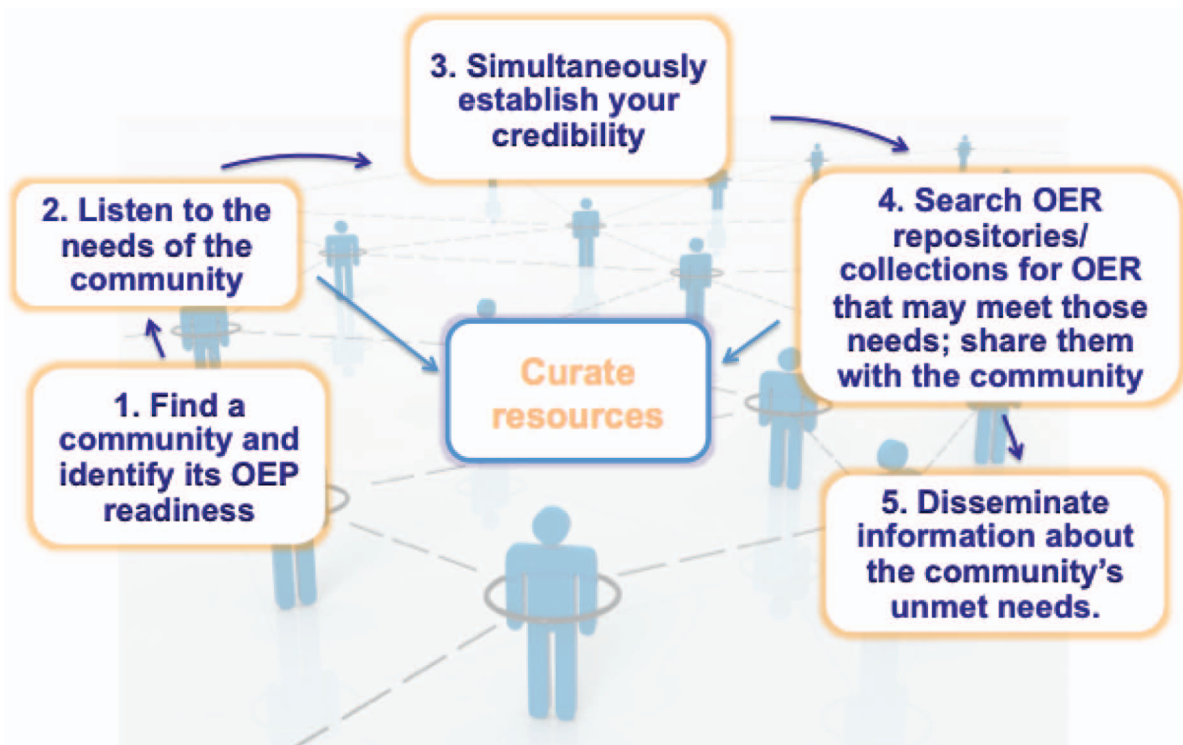 1. Find a
community and
identify its OEP
readiness
2. Listen to the
needs of the
community
3. Simultaneously
establish your
credibility
4. Search OER
repositories/
collections for OER
that may meet those
needs; share them
with the community
5. Disseminate
information about
the community's
unmet needs.
Curate
resources